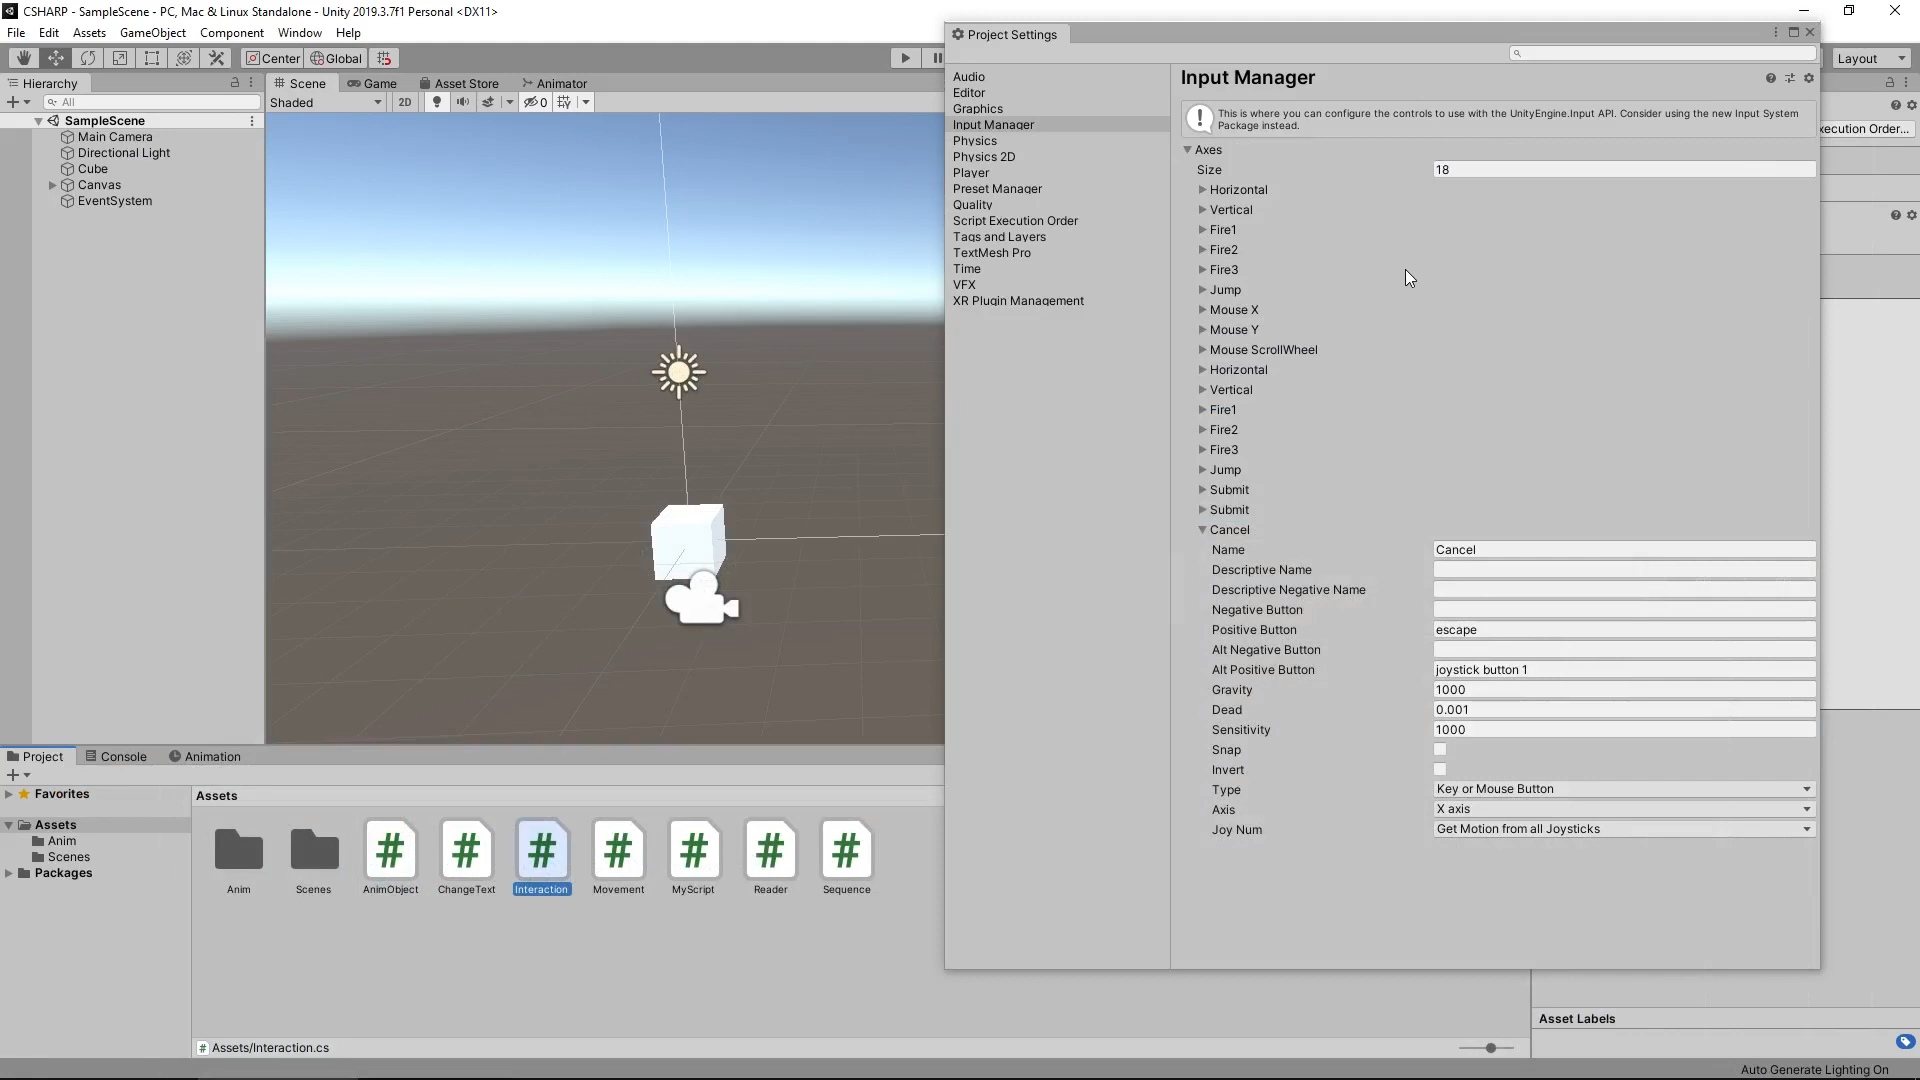 CSHARP - SampleScene - PC, Mac & Linux Standalone - Unity 2019.3.7f1 Personal <DX11>
File Edit Assets GameObject Component Window Help
Center Global
Layout
Hierarchy
All
SampleScene
Main Camera
Directional Light
Cube
Canvas
EventSystem
Scene Game Asset Store Animator
Shaded 2D 0
Project Settings
Audio
Editor
Graphics
Input Manager
Physics
Physics 2D
Player
Preset Manager
Quality
Script Execution Order
Tags and Layers
TextMesh Pro
Time
VFX
XR Plugin Management
Input Manager
This is where you can configure the controls to use with the UnityEngine.Input API. Consider using the new Input System
Package instead.
Axes
Size 18
Horizontal
Vertical
Fire1
Fire2
Fire3
Jump
Mouse X
Mouse Y
Mouse ScrollWheel
Horizontal
Vertical
Fire1
Fire2
Fire3
Jump
Submit
Submit
Cancel
Name Cancel
Descriptive Name
Descriptive Negative Name
Negative Button
Positive Button escape
Alt Negative Button
Alt Positive Button joystick button 1
Gravity 1000
Dead 0.001
Sensitivity 1000
Snap
Invert
Type Key or Mouse Button
Axis X axis
Joy Num Get Motion from all Joysticks
xecution Order...
Project Console Animation
Favorites
Assets
Anim
Scenes
Packages
Assets
Anim Scenes AnimObject ChangeText Interaction Movement MyScript Reader Sequence
Assets/Interaction.cs
Asset Labels
Auto Generate Lighting On